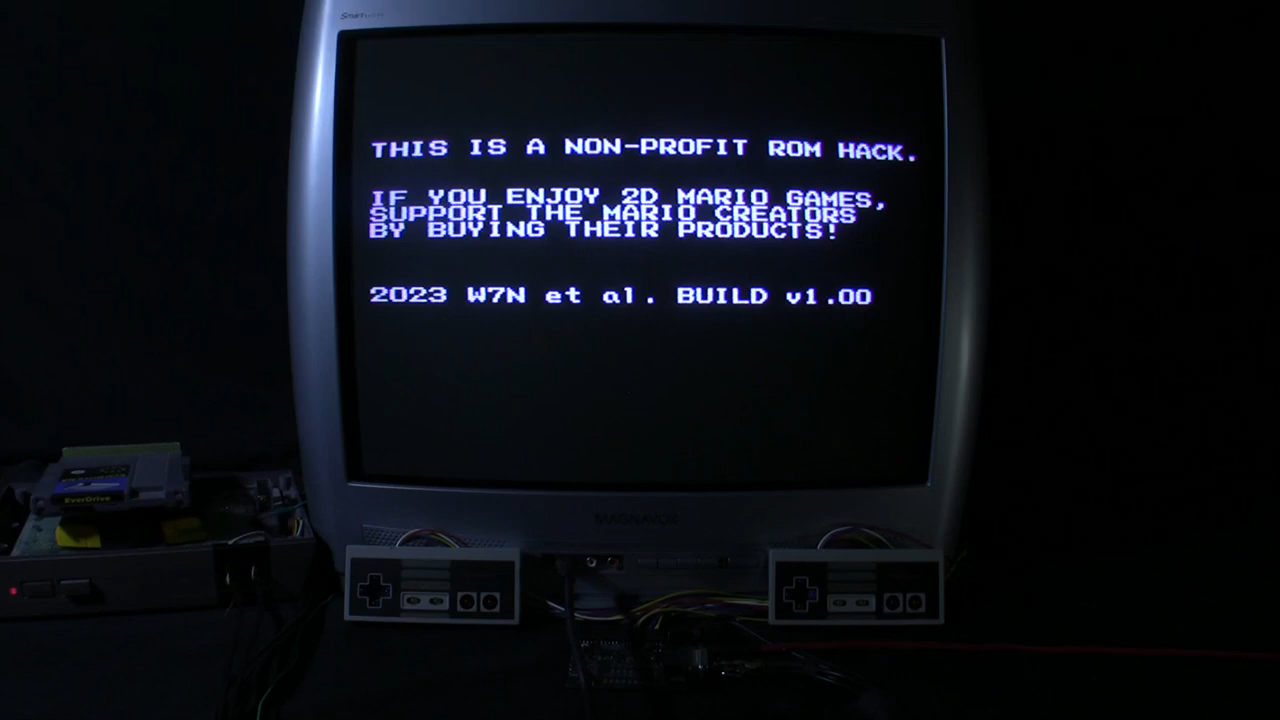 Smart
THIS IS A NON-PROFIT ROM HACK.
IF YOU ENJOY 2D MARIO GAMES,
SUPPORT THE MARIO CREATORS
BY BUYING THEIR PRODUCTS!
2023 W7N et al. BUILD v1.00
EverDrive
MAGNAVOX